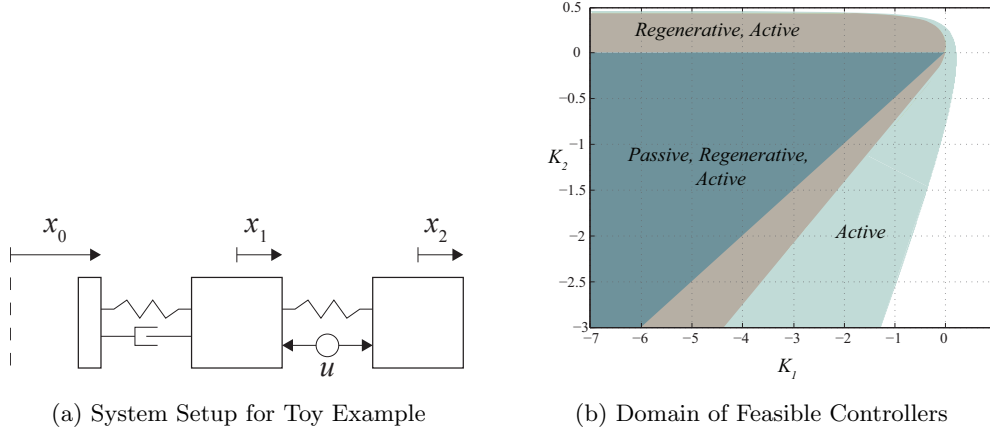 x0
x1
x2
u
(a) System Setup for Toy Example
0.5
0
−0.5
−1
−1.5
−2
−2.5
−3
K2
Regenerative, Active
Passive, Regenerative,
Active
Active
−7 −6 −5 −4 −3 −2 −1 0
K1
(b) Domain of Feasible Controllers